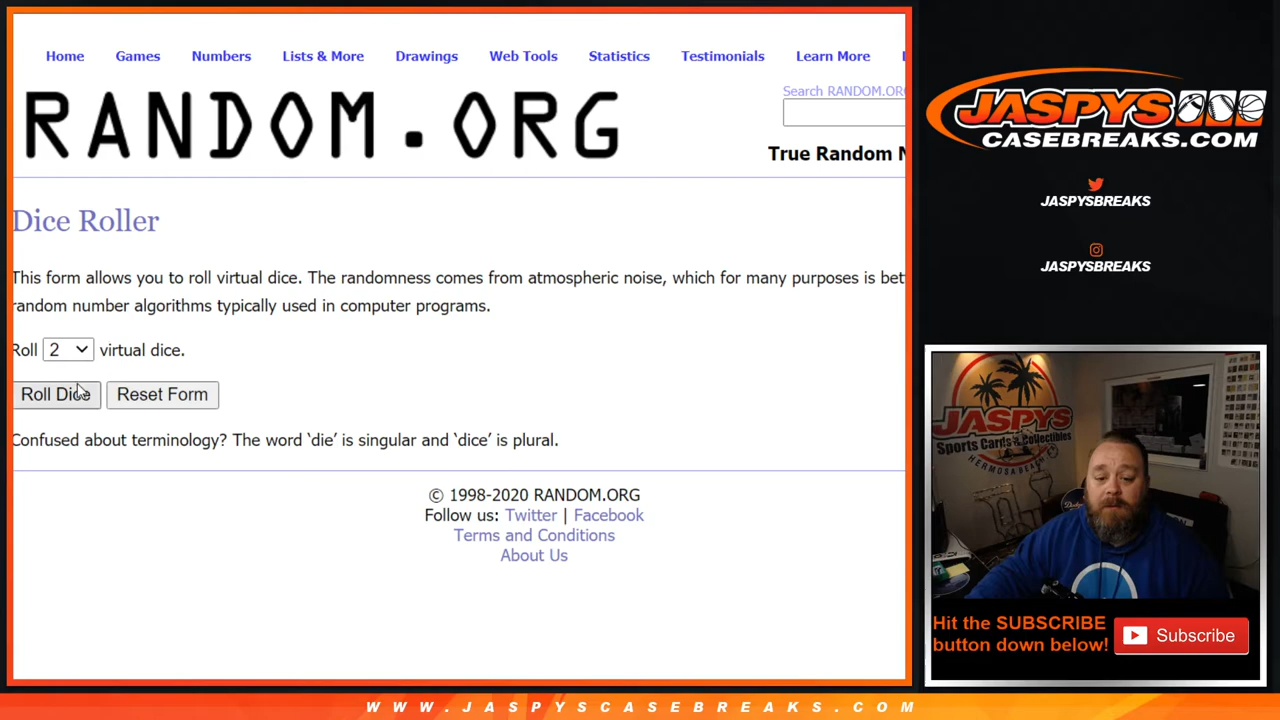 Home Games Numbers Lists & More Drawings Web Tools Statistics Testimonials Learn More
RANDOM.ORG
Search RANDOM.ORG
True Random N
Dice Roller
This form allows you to roll virtual dice. The randomness comes from atmospheric noise, which for many purposes is bet
random number algorithms typically used in computer programs.
Roll 2 virtual dice.
Roll Dice Reset Form
Confused about terminology? The word ‘die’ is singular and ‘dice’ is plural.
© 1998-2020 RANDOM.ORG
Follow us: Twitter | Facebook
Terms and Conditions
About Us
JASPYS
CASEBREAKS.COM
JASPYSBREAKS
JASPYSBREAKS
JASPYS
Sports Cards & Collectibles
HERMOSA BEACH
Hit the SUBSCRIBE
button down below!
Subscribe
WWW.JASPYSCASEBREAKS.COM